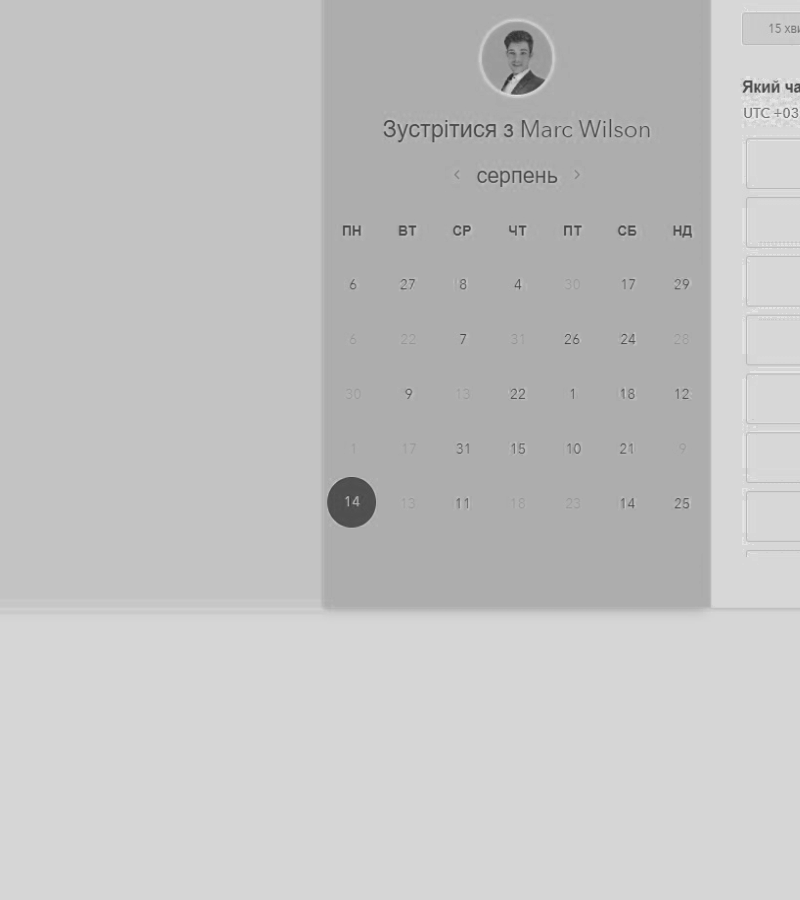 15 хви
Який ча
UTC +03
Зустрітися з Marc Wilson
‹ серпень ›
ПН ВТ СР ЧТ ПТ СБ НД
6 27 8 4 30 17 29
6 22 7 31 26 24 28
30 9 13 22 1 18 12
1 17 31 15 10 21 9
14 13 11 18 23 14 25